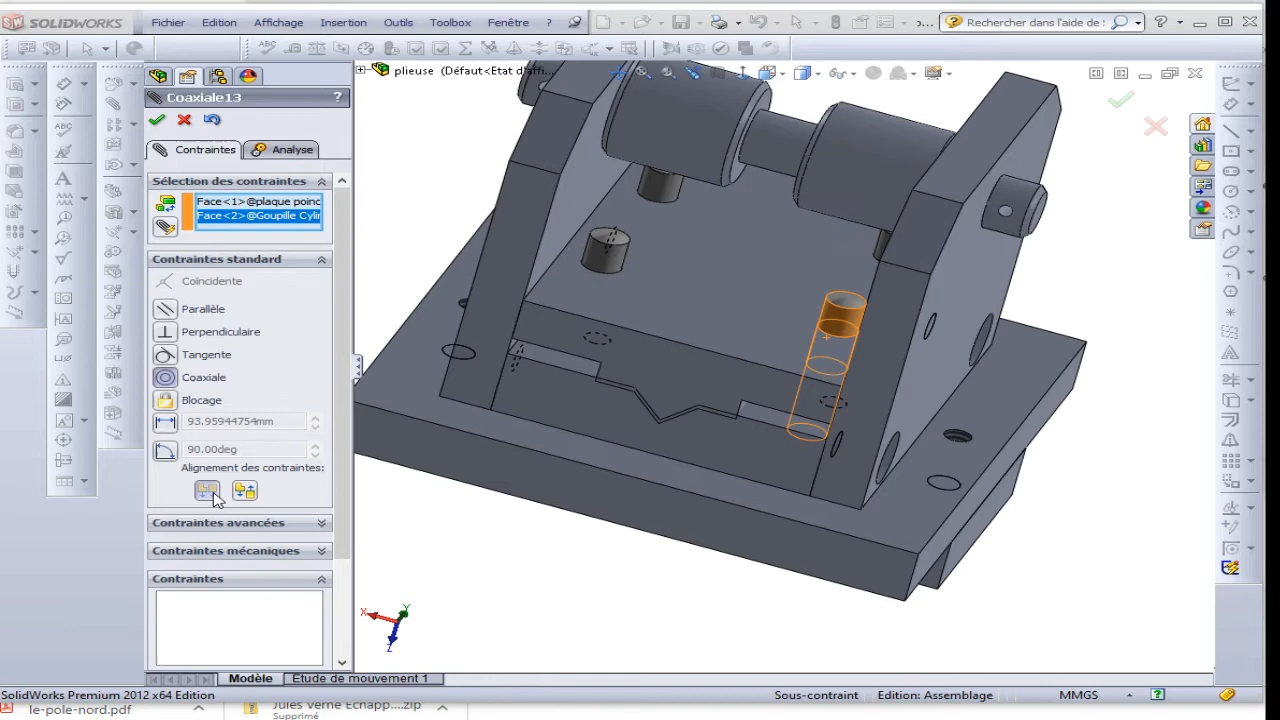 SOLIDWORKS
Fichier Edition Affichage Insertion Outils Toolbox Fenêtre ?
... Rechercher dans l'aide de : ?
plieuse (Défaut<Etat d'affi...
Coaxiale13 ?
Contraintes Analyse
Sélection des contraintes
Face<1>@plaque poinç
Face<2>@Goupille Cylin
Contraintes standard
Coincidente
Parallèle
Perpendiculaire
Tangente
Coaxiale
Blocage
93.95944754mm
90.00deg
Alignement des contraintes:
Contraintes avancées
Contraintes mécaniques
Contraintes
X Y Z
Modèle Etude de mouvement 1
SolidWorks Premium 2012 x64 Edition Sous-contraint Edition: Assemblage MMGS ?
le-pole-nord.pdf Jules Verne Echapp....zip
Supprimé